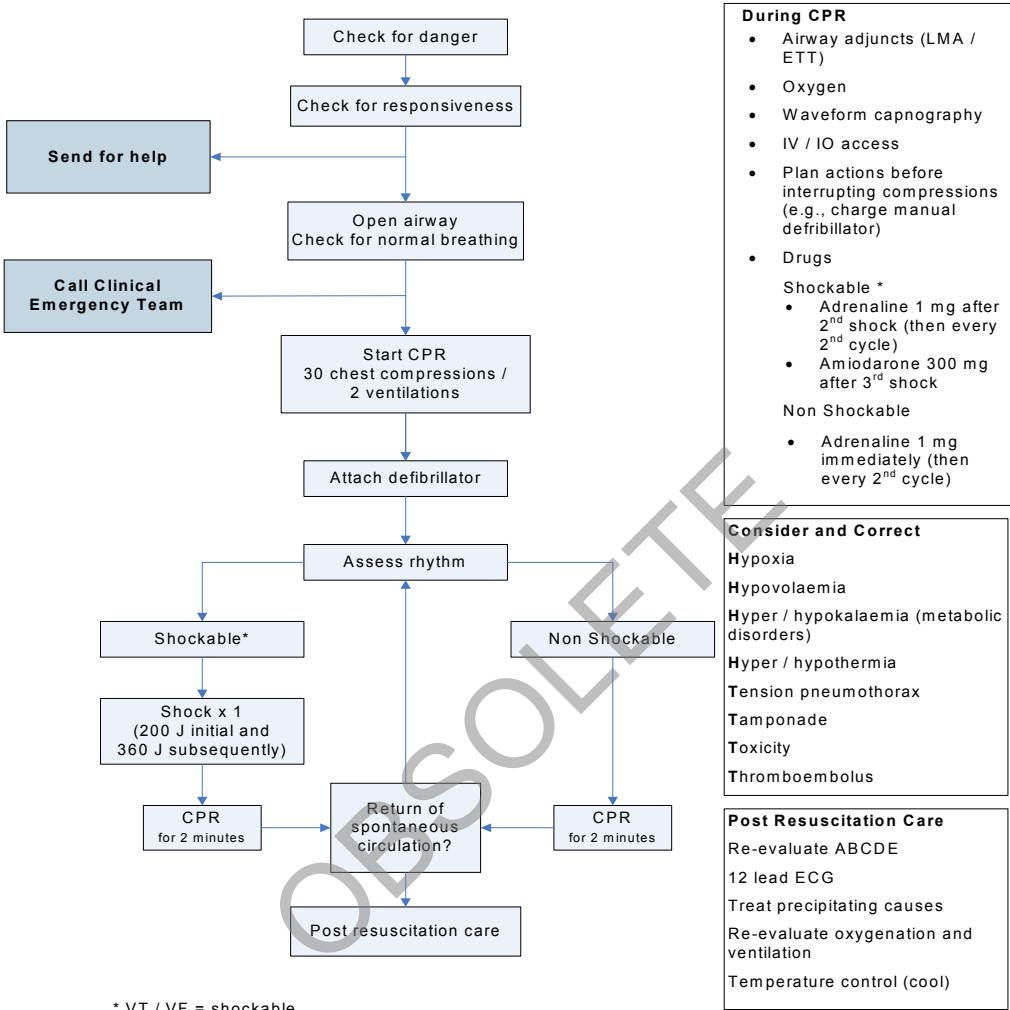 Check for danger
Check for responsiveness
Send for help
Open airway
Check for normal breathing
Call Clinical
Emergency Team
Start CPR
30 chest compressions /
2 ventilations
Attach defibrillator
Assess rhythm
Shockable*
Non Shockable
Shock x 1
(200 J initial and
360 J subsequently)
CPR
for 2 minutes
Return of
spontaneous
circulation?
CPR
for 2 minutes
Post resuscitation care
* VT / VF = shockable
During CPR
• Airway adjuncts (LMA /
ETT)
• Oxygen
• Waveform capnography
• IV / IO access
• Plan actions before
interrupting compressions
(e.g., charge manual
defibrillator)
• Drugs
Shockable *
• Adrenaline 1 mg after
2nd shock (then every
2nd cycle)
• Amiodarone 300 mg
after 3rd shock
Non Shockable
• Adrenaline 1 mg
immediately (then
every 2nd cycle)
Consider and Correct
Hypoxia
Hypovolaemia
Hyper / hypokalaemia (metabolic
disorders)
Hyper / hypothermia
Tension pneumothorax
Tamponade
Toxicity
Thromboembolus
Post Resuscitation Care
Re-evaluate ABCDE
12 lead ECG
Treat precipitating causes
Re-evaluate oxygenation and
ventilation
Temperature control (cool)
OBSOLETE